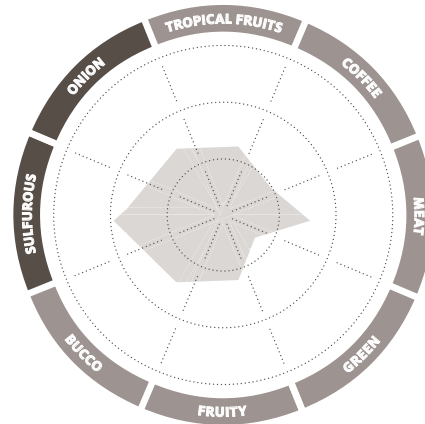 TROPICAL FRUITS
COFFEE
MEAT
GREEN
FRUITY
BUCCO
SULFUROUS
ONION